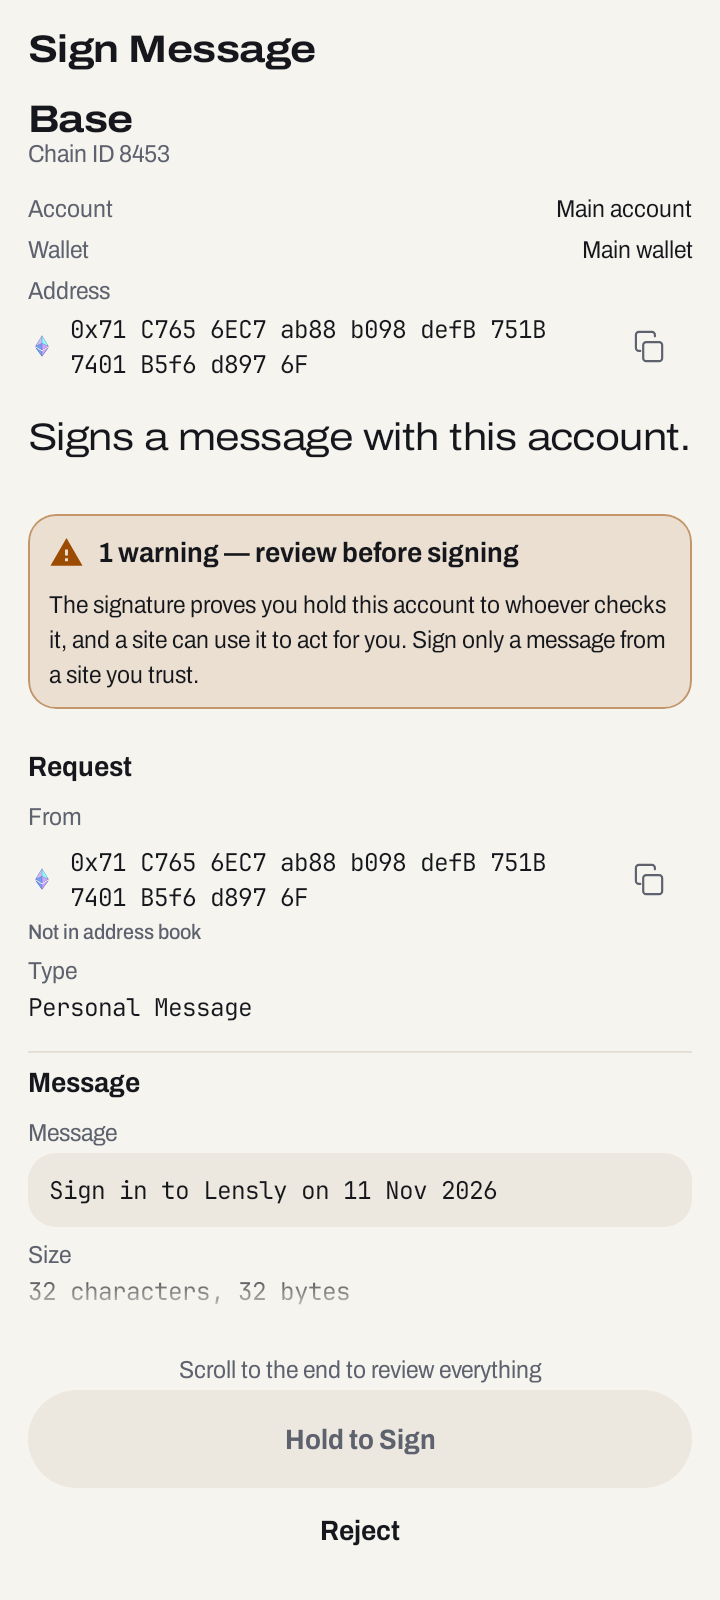 Sign Message
Base
Chain ID 8453
Account Main account
Wallet Main wallet
Address
0x71 C765 6EC7 ab88 b098 defB 751B
7401 B5f6 d897 6F
Signs a message with this account.
1 warning — review before signing
The signature proves you hold this account to whoever checks
it, and a site can use it to act for you. Sign only a message from
a site you trust.
Request
From
0x71 C765 6EC7 ab88 b098 defB 751B
7401 B5f6 d897 6F
Not in address book
Type
Personal Message
Message
Message
Sign in to Lensly on 11 Nov 2026
Size
32 characters, 32 bytes
Scroll to the end to review everything
Hold to Sign
Reject